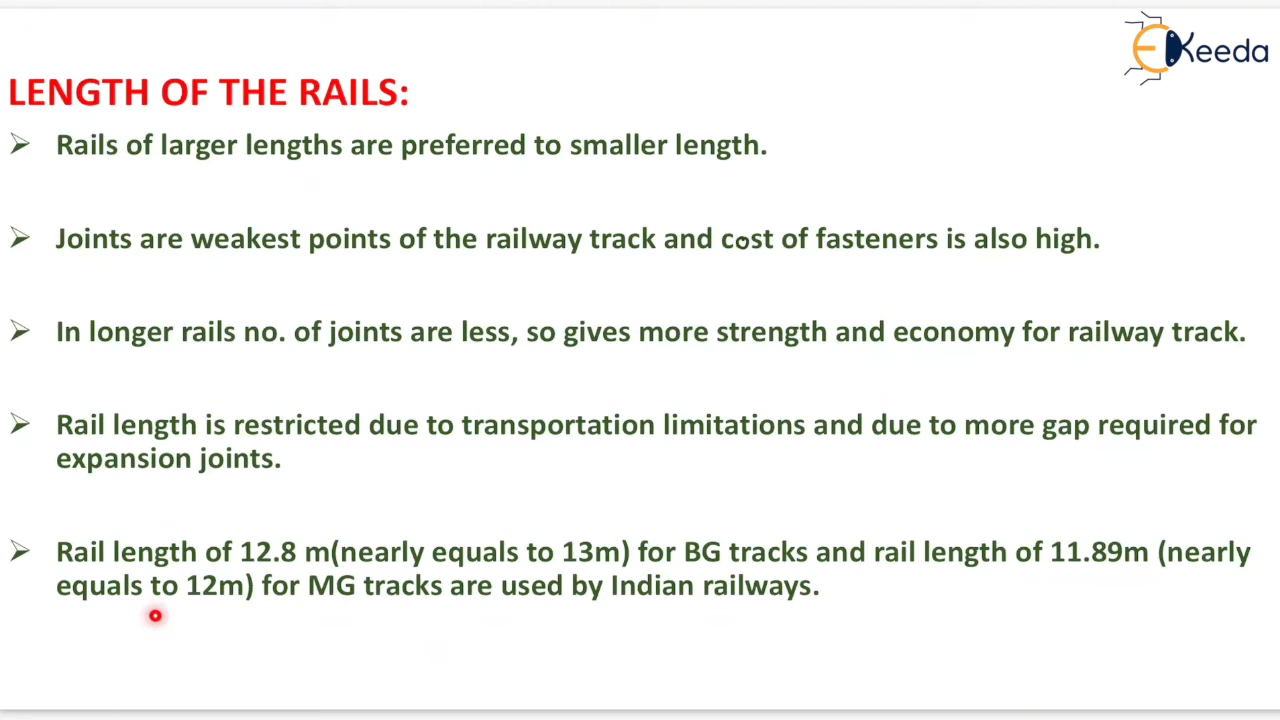 EKeeda
LENGTH OF THE RAILS:
➢ Rails of larger lengths are preferred to smaller length.
➢ Joints are weakest points of the railway track and cost of fasteners is also high.
➢ In longer rails no. of joints are less, so gives more strength and economy for railway track.
➢ Rail length is restricted due to transportation limitations and due to more gap required for
expansion joints.
➢ Rail length of 12.8 m(nearly equals to 13m) for BG tracks and rail length of 11.89m (nearly
equals to 12m) for MG tracks are used by Indian railways.